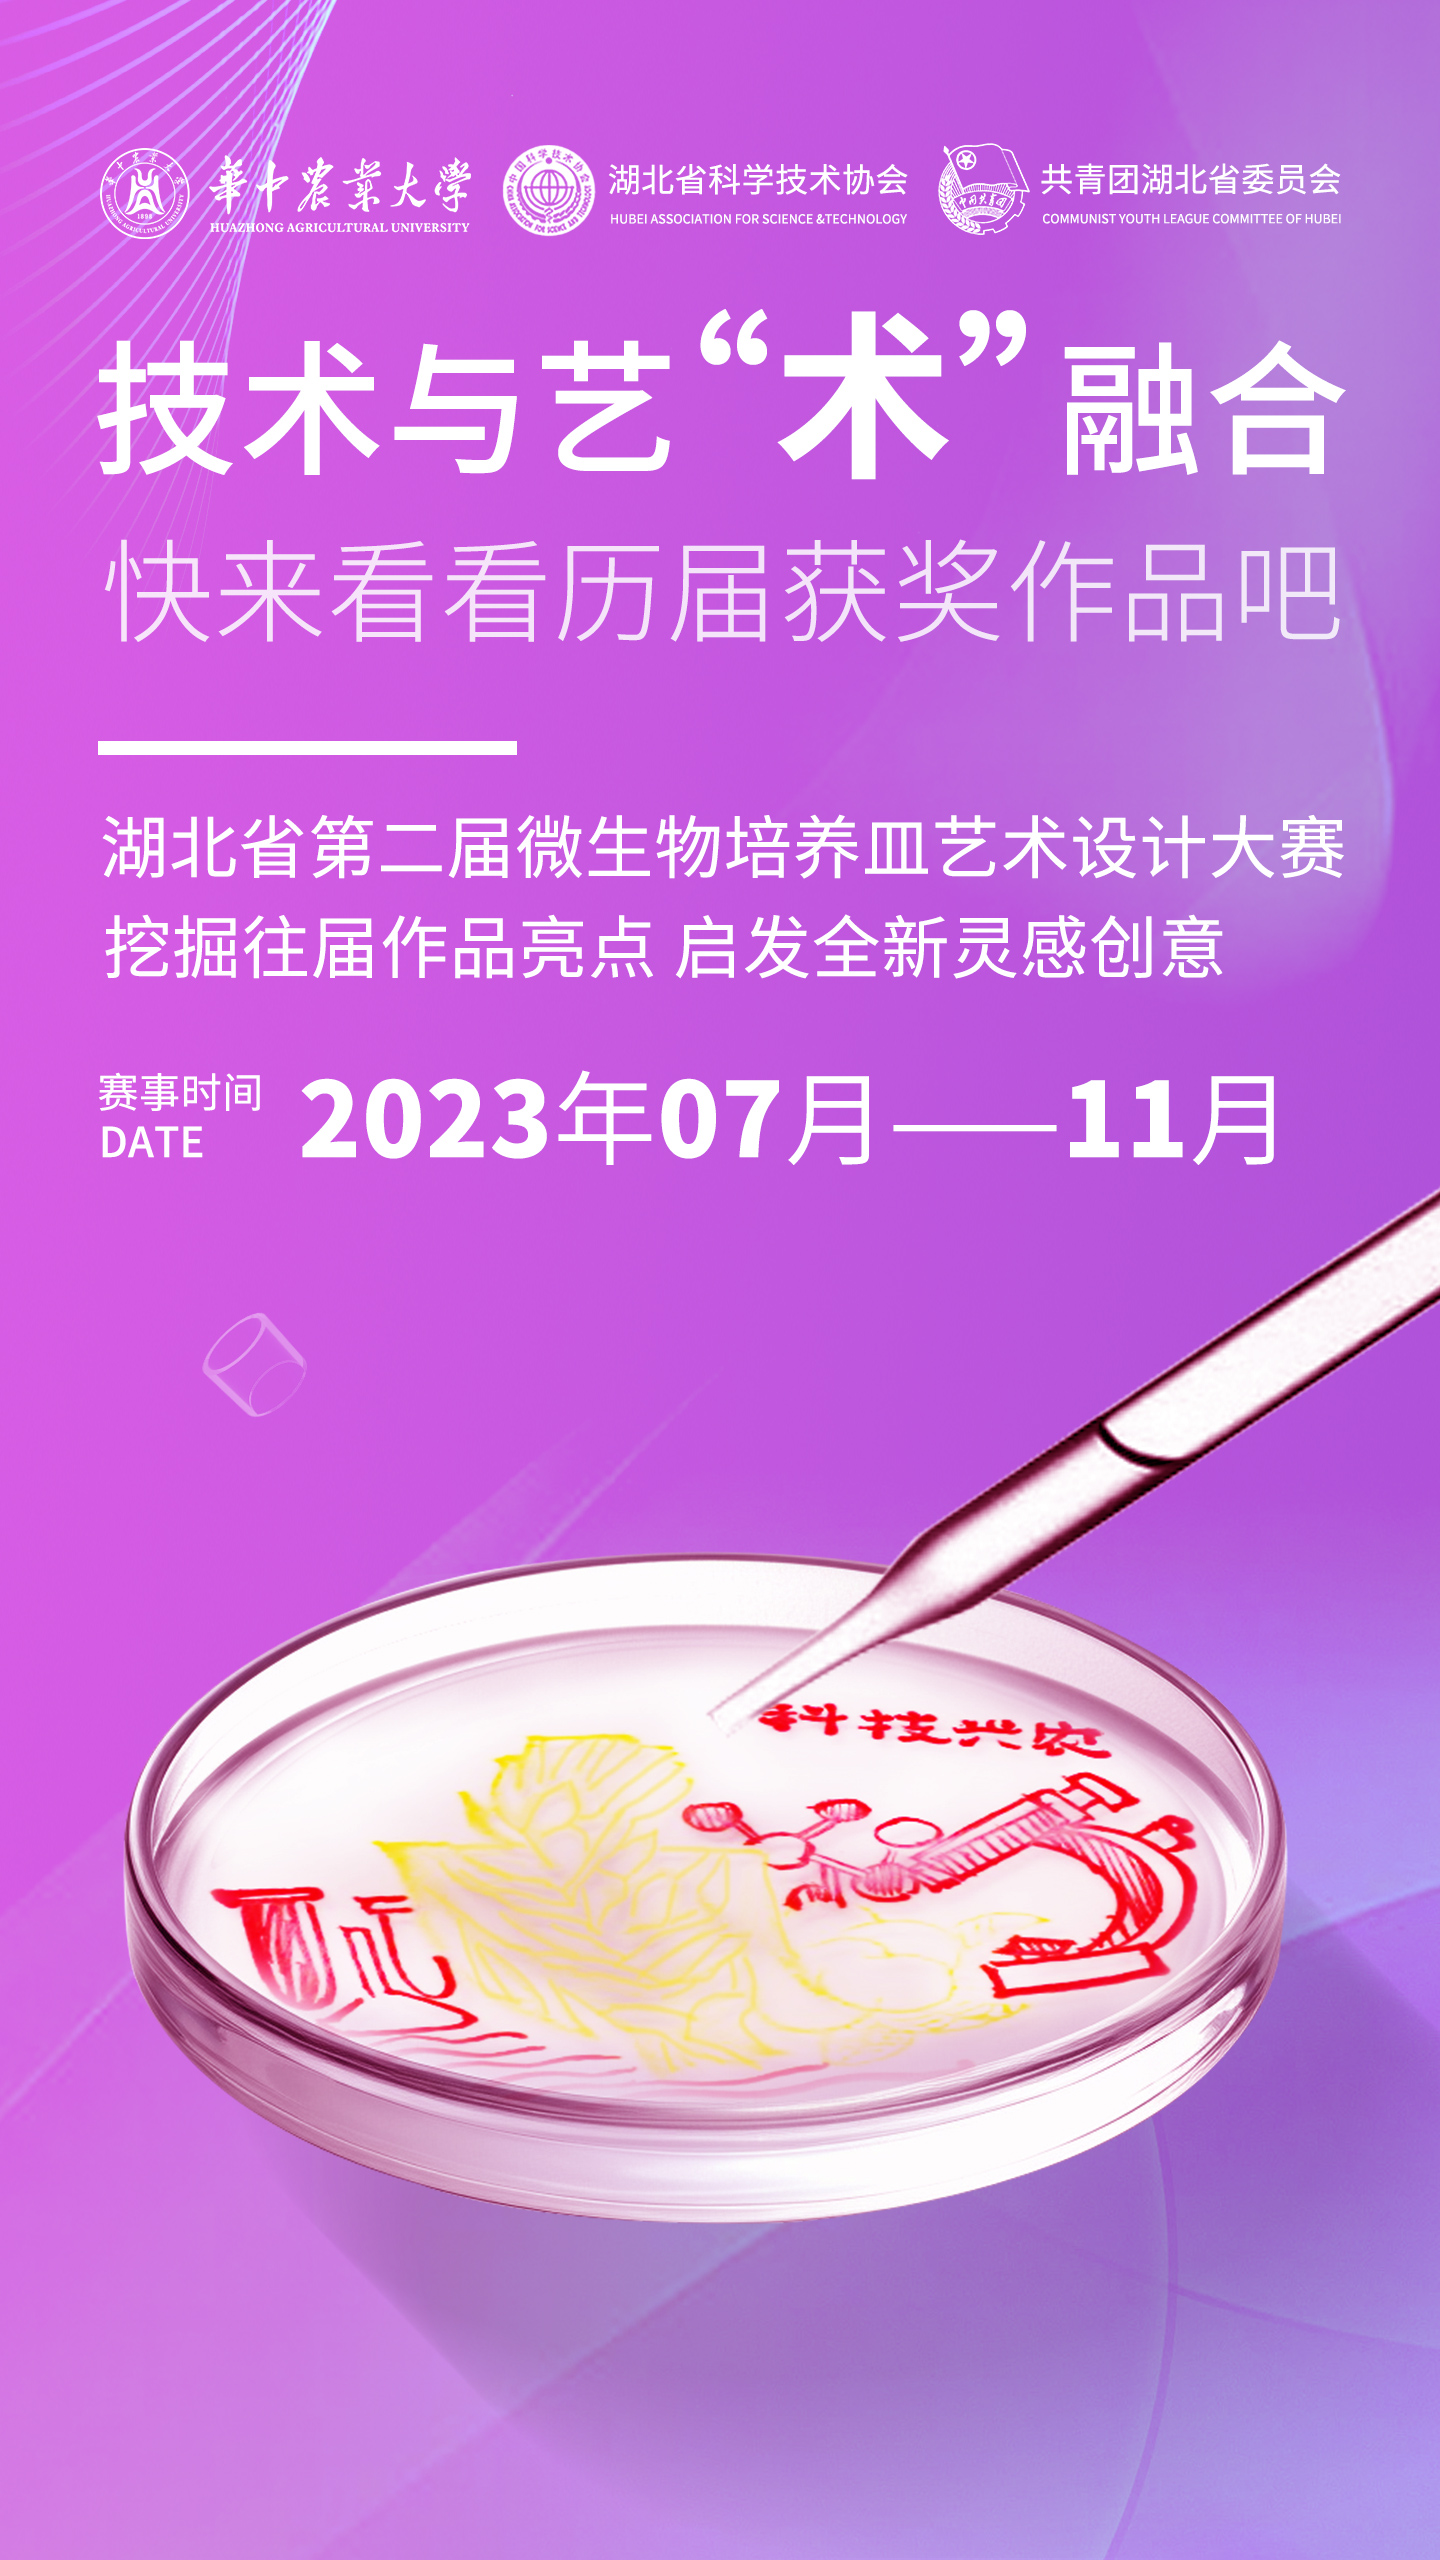 華中农业大学
HUAZHONG AGRICULTURAL UNIVERSITY
湖北省科学技术协会
HUBEI ASSOCIATION FOR SCIENCE &TECHNOLOGY
共青团湖北省委员会
COMMUNIST YOUTH LEAGUE COMMITTEE OF HUBEI
技术与艺“术”融合
快来看看历届获奖作品吧
湖北省第二届微生物培养皿艺术设计大赛
挖掘往届作品亮点 启发全新灵感创意
赛事时间
DATE
2023年07月——11月
科技兴农